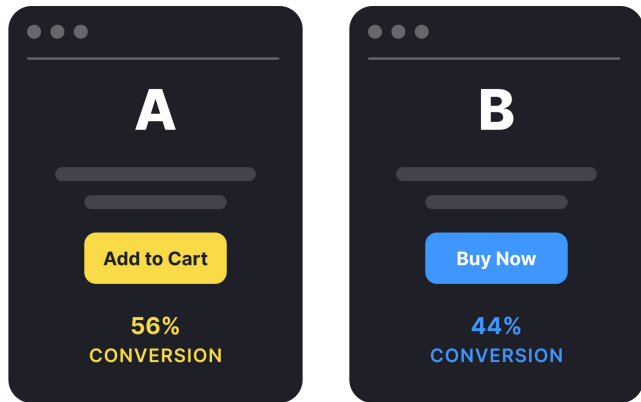 A
Add to Cart
56%
CONVERSION
B
Buy Now
44%
CONVERSION